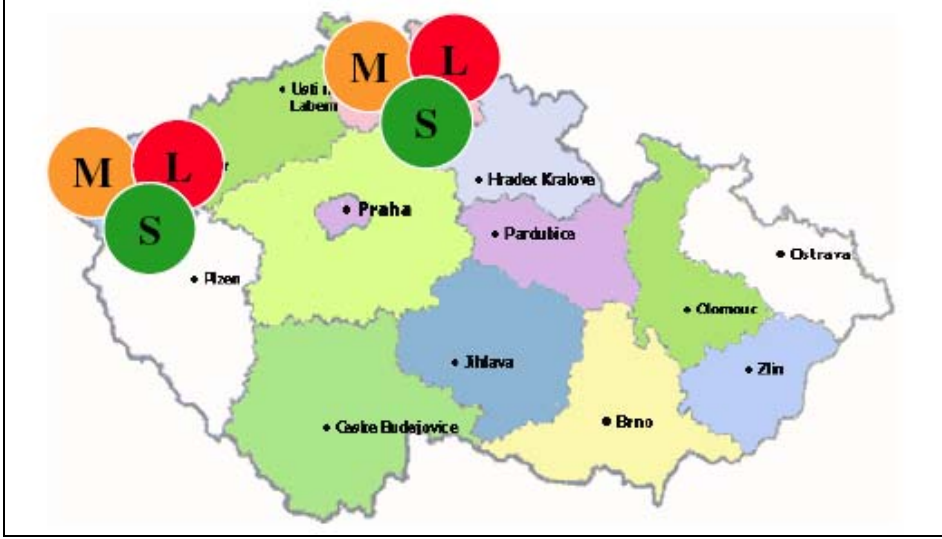 M L
Usti n.
Labem
S
M L
Hradec Kralove
Praha
S
Pardubice
Ostrava
Plzen
Olomouc
Jihlava
Zlin
Ceske Budejovice
Brno